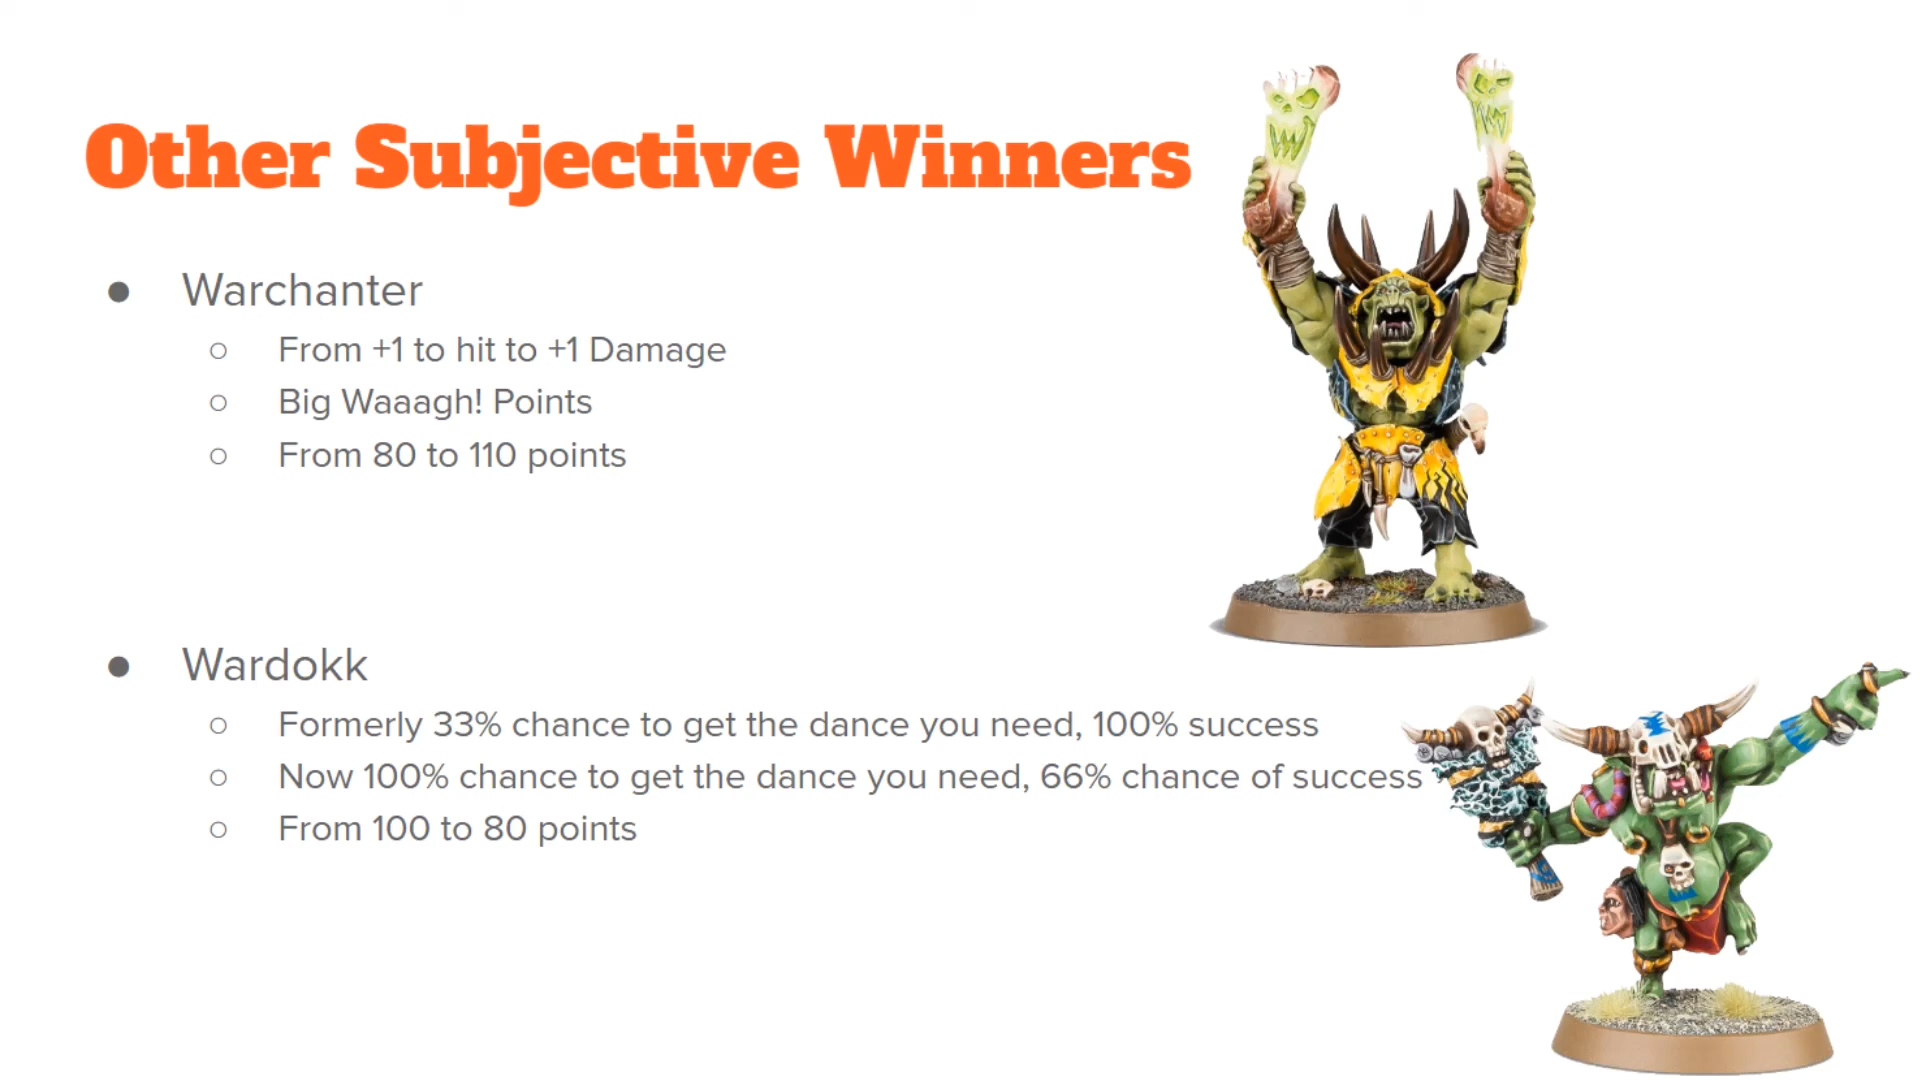 Other Subjective Winners
● Warchanter
○ From +1 to hit to +1 Damage
○ Big Waaagh! Points
○ From 80 to 110 points
● Wardokk
○ Formerly 33% chance to get the dance you need, 100% success
○ Now 100% chance to get the dance you need, 66% chance of success
○ From 100 to 80 points